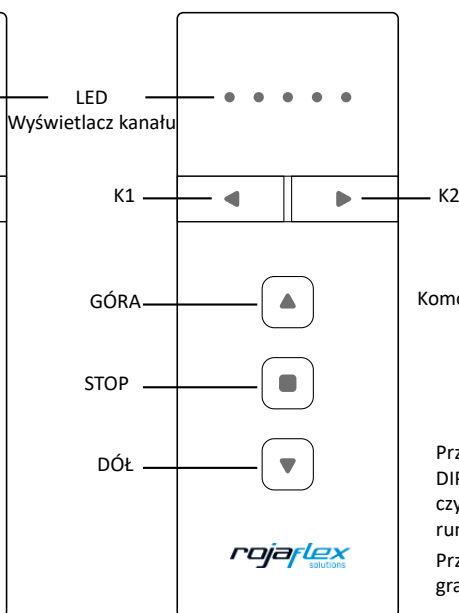 LED
Wyświetlacz kanału
K1
K2
GÓRA
STOP
DÓŁ
rojaflex
solutions